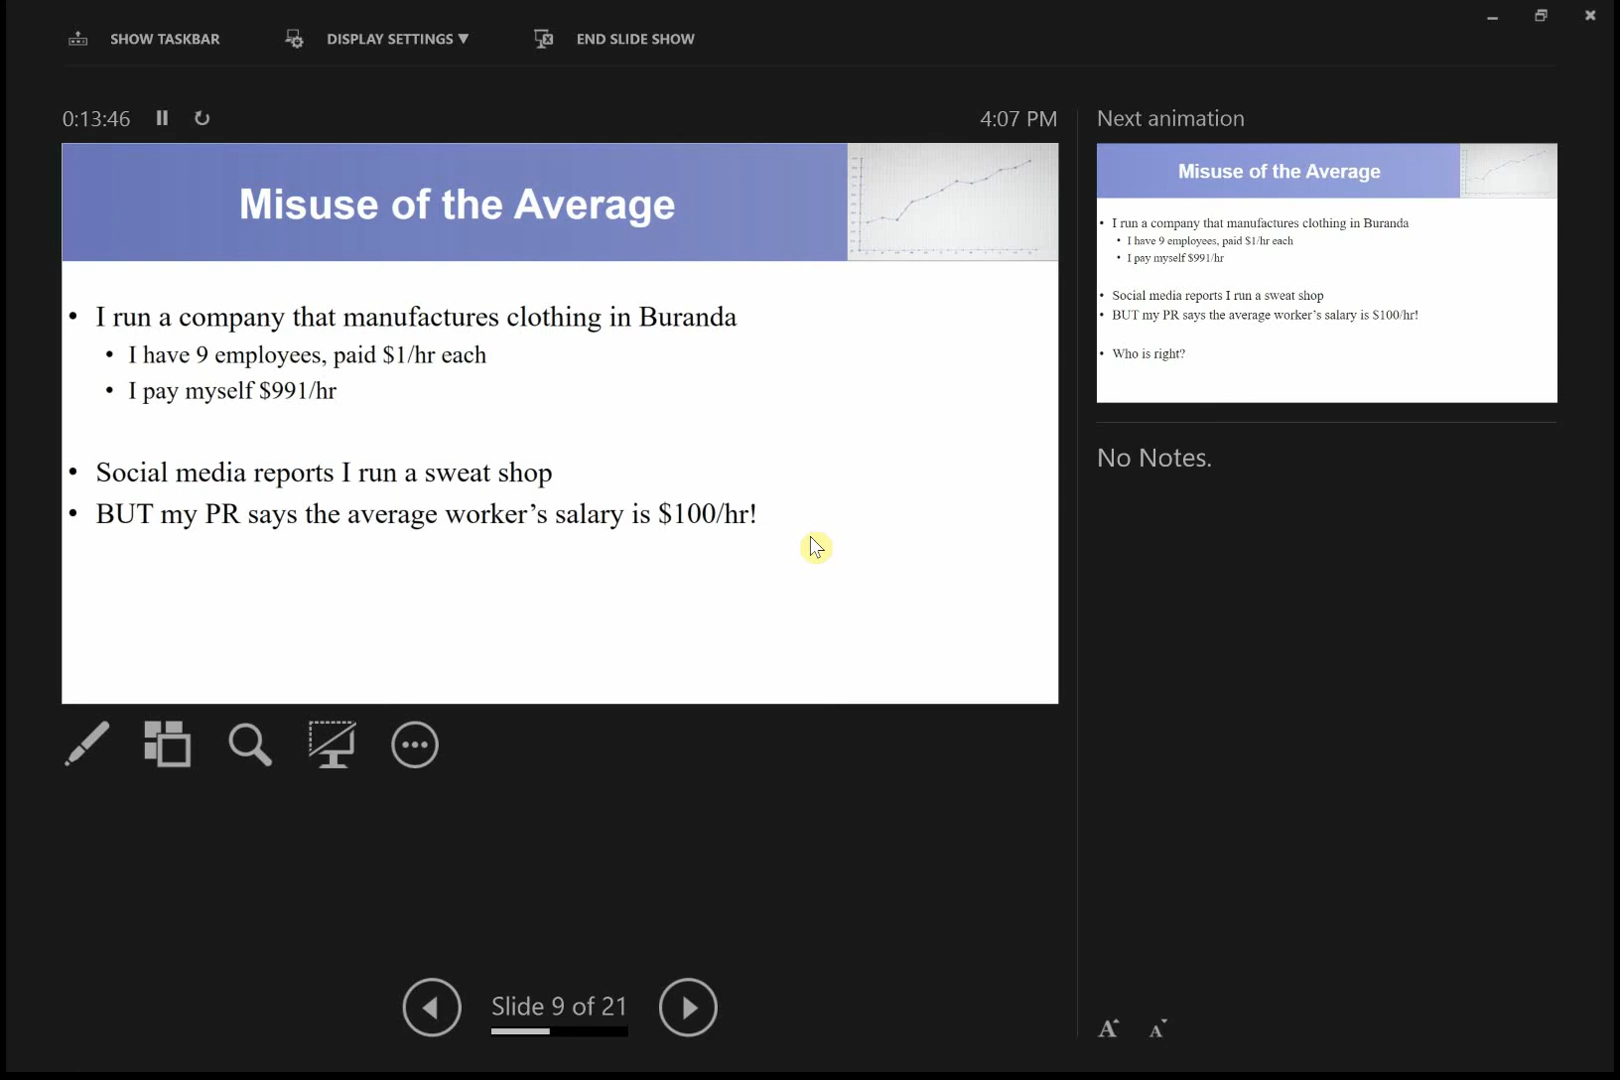 SHOW TASKBAR
DISPLAY SETTINGS ▼
END SLIDE SHOW
0:13:46
4:07 PM
Misuse of the Average
• I run a company that manufactures clothing in Buranda
• I have 9 employees, paid $1/hr each
• I pay myself $991/hr
• Social media reports I run a sweat shop
• BUT my PR says the average worker’s salary is $100/hr!
Next animation
Misuse of the Average
• I run a company that manufactures clothing in Buranda
• I have 9 employees, paid $1/hr each
• I pay myself $991/hr
• Social media reports I run a sweat shop
• BUT my PR says the average worker’s salary is $100/hr!
• Who is right?
No Notes.
Slide 9 of 21
A A